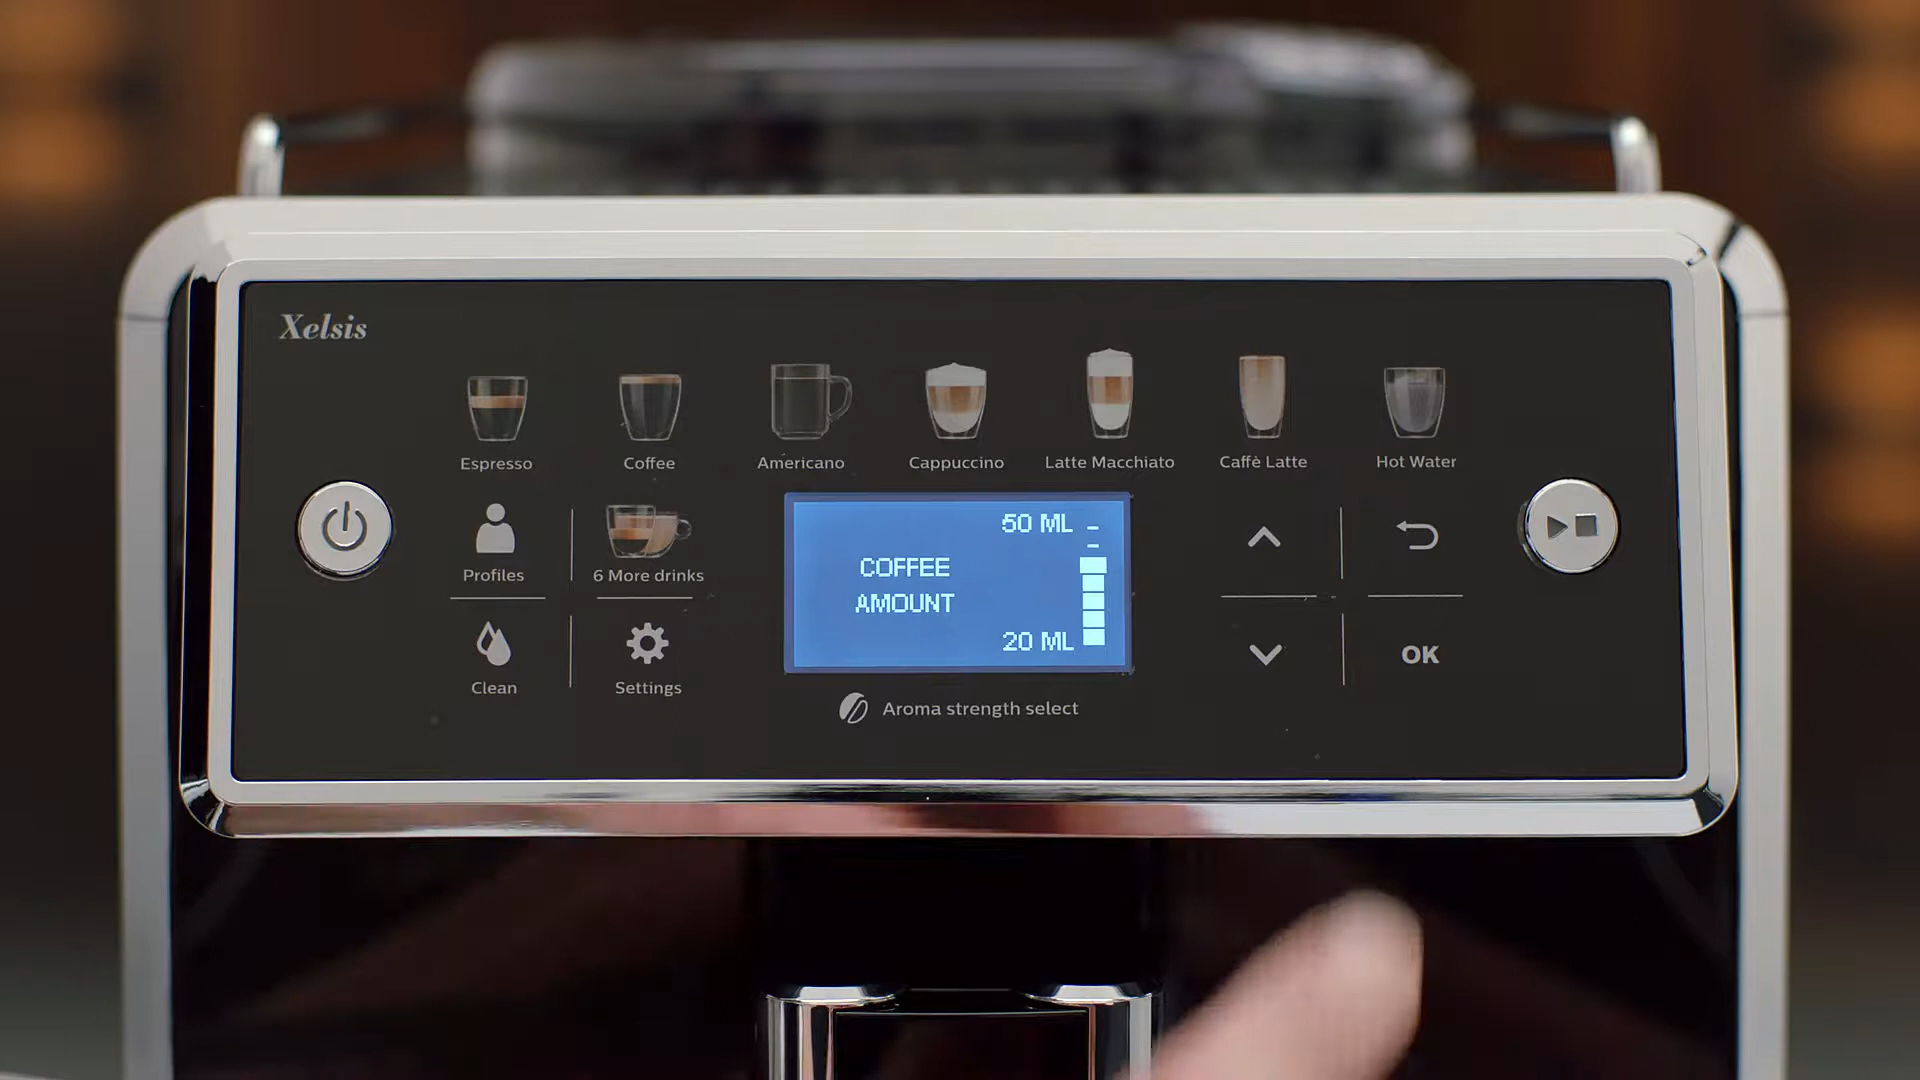 Xelsis
Espresso
Coffee
Americano
Cappuccino
Latte Macchiato
Caffè Latte
Hot Water
Profiles
6 More drinks
50 ML
COFFEE
AMOUNT
20 ML
Clean
Settings
OK
Aroma strength select